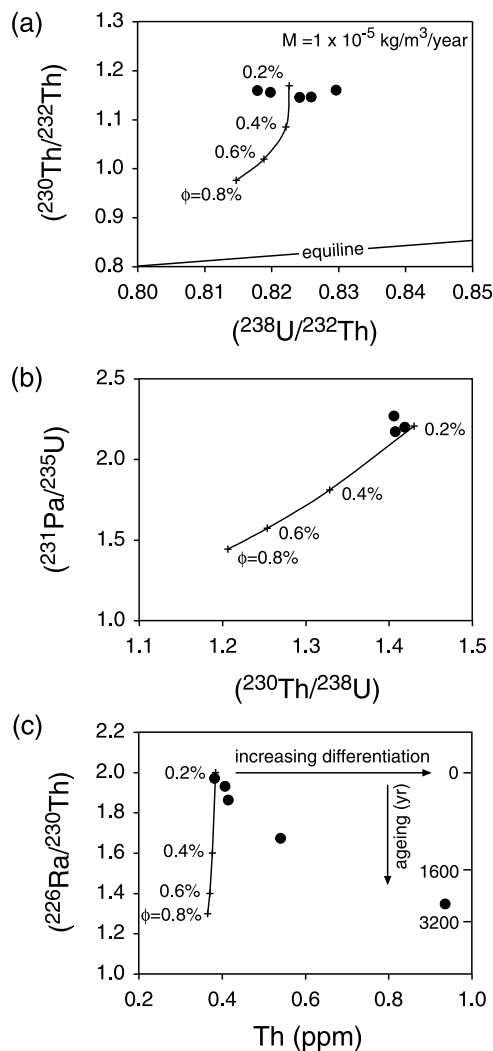 (a)
M = 1 x 10⁻⁵ kg/m³/year
1.3
1.2
1.1
1.0
0.9
0.8
(²³⁰Th/²³²Th)
0.2%
0.4%
0.6%
ϕ=0.8%
equiline
0.80 0.81 0.82 0.83 0.84 0.85
(²³⁸U/²³²Th)
(b)
2.5
2.0
1.5
1.0
(²³¹Pa/²³⁵U)
0.2%
0.4%
0.6%
ϕ=0.8%
1.1 1.2 1.3 1.4 1.5
(²³⁰Th/²³⁸U)
(c)
2.2
2.0
1.8
1.6
1.4
1.2
1.0
(²²⁶Ra/²³⁰Th)
increasing differentiation
0.2%
0.4%
0.6%
ϕ=0.8%
ageing (yr)
0
1600
3200
0.2 0.4 0.6 0.8 1.0
Th (ppm)